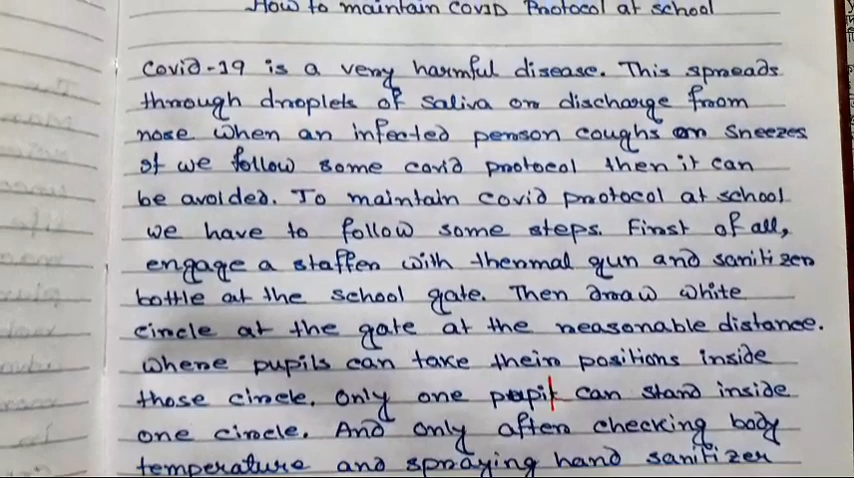 How to maintain covid Protocol at school
Covid-19 is a very harmful disease. This spreads
through droplets of saliva or discharge from
nose when an infected person coughs or sneezes
If we follow some covid protocol then it can
be avoided. To maintain covid protocol at school
we have to follow some steps. First of all,
engage a staffer with thermal gun and sanitizer
bottle at the school gate. Then draw white
circle at the gate at the reasonable distance.
where pupils can take their positions inside
those circle. Only one pupil can stand inside
one circle. And only after checking body
temperature and spraying hand sanitizer